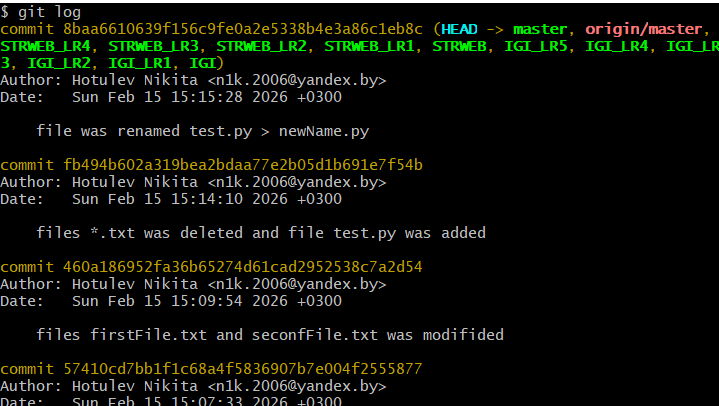 $ git log
commit 8baa6610639f156c9fe0a2e5338b4e3a86c1eb8c (HEAD -> master, origin/master,
STRWEB_LR4, STRWEB_LR3, STRWEB_LR2, STRWEB_LR1, STRWEB, IGI_LR5, IGI_LR4, IGI_LR
3, IGI_LR2, IGI_LR1, IGI)
Author: Hotulev Nikita <n1k.2006@yandex.by>
Date:   Sun Feb 15 15:15:28 2026 +0300
    file was renamed test.py > newName.py
commit fb494b602a319bea2bdaa77e2b05d1b691e7f54b
Author: Hotulev Nikita <n1k.2006@yandex.by>
Date:   Sun Feb 15 15:14:10 2026 +0300
    files *.txt was deleted and file test.py was added
commit 460a186952fa36b65274d61cad2952538c7a2d54
Author: Hotulev Nikita <n1k.2006@yandex.by>
Date:   Sun Feb 15 15:09:54 2026 +0300
    files firstFile.txt and seconfFile.txt was modifided
commit 57410cd7bb1f1c68a4f5836907b7e004f2555877
Author: Hotulev Nikita <n1k.2006@yandex.by>
Date:   Sun Feb 15 15:07:33 2026 +0300